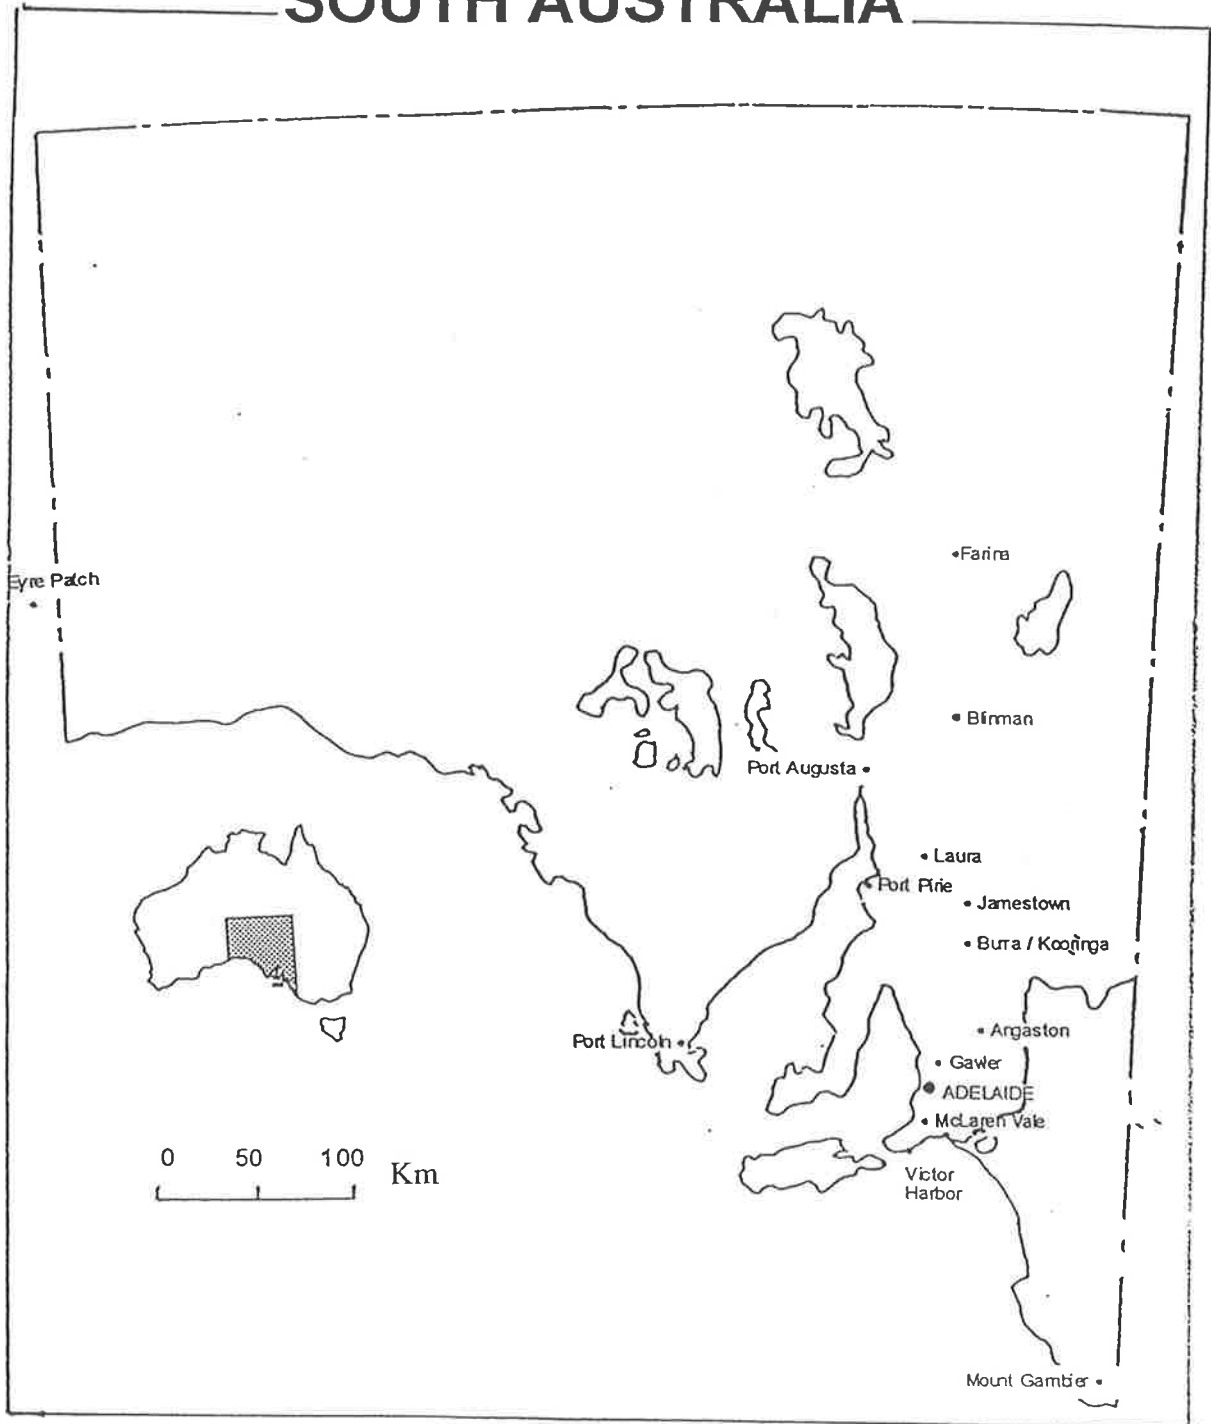 SOUTH AUSTRALIA
Farina
Eyre Patch
Blinman
Port Augusta
Laura
Port Pirie
Jamestown
Burra / Kooringa
Port Lincoln
Argaston
Gawler
ADELAIDE
McLaren Vale
0 50 100 Km
Victor
Harbor
Mount Gambier